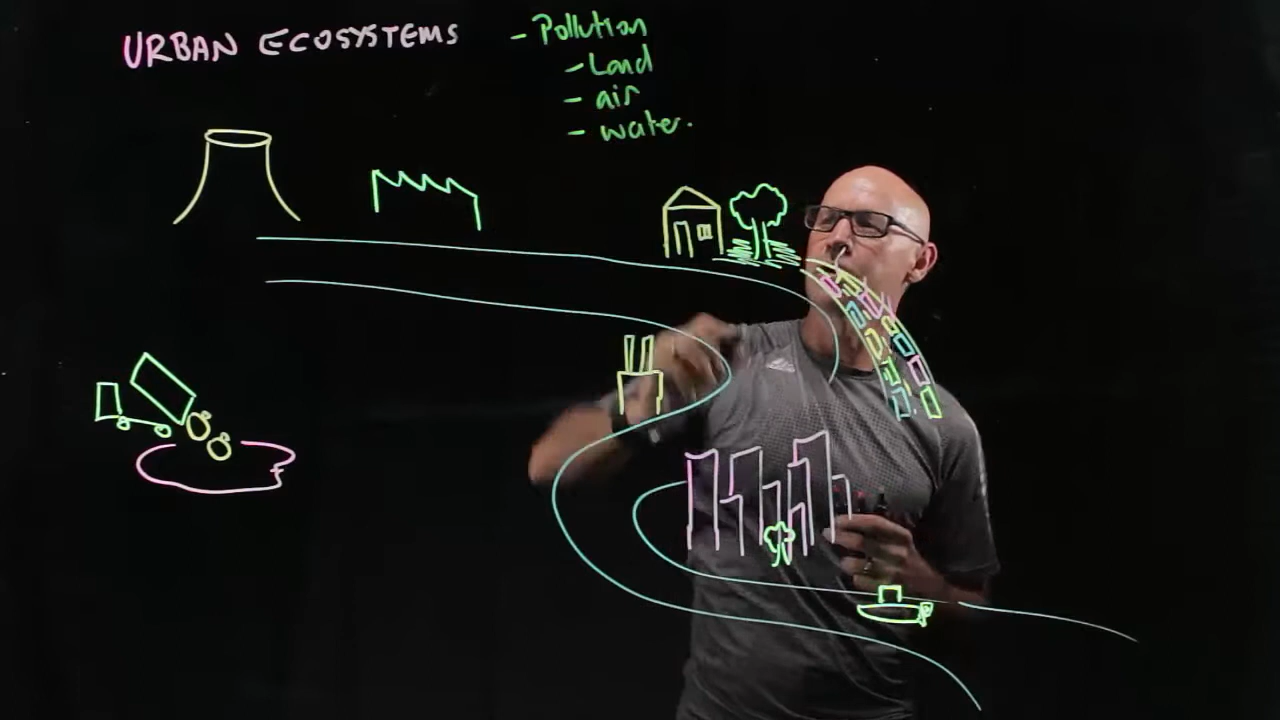 URBAN ECOSYSTEMS
- Pollution
- Land
- air
- water.